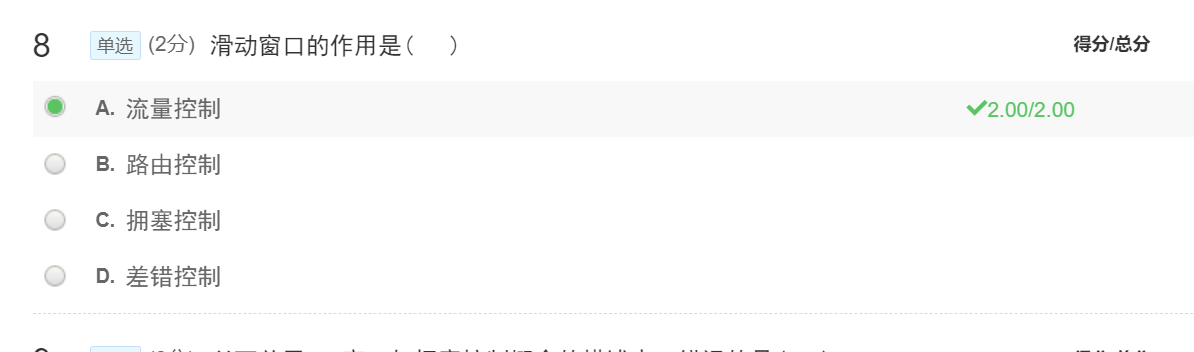 8 单选 (2分) 滑动窗口的作用是( ) 得分/总分
A. 流量控制 2.00/2.00
B. 路由控制
C. 拥塞控制
D. 差错控制